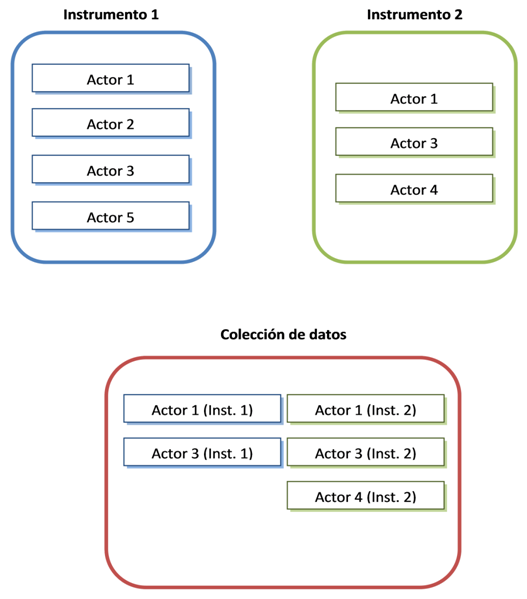 Instrumento 1
Actor 1
Actor 2
Actor 3
Actor 5
Instrumento 2
Actor 1
Actor 3
Actor 4
Colección de datos
Actor 1 (Inst. 1)
Actor 1 (Inst. 2)
Actor 3 (Inst. 1)
Actor 3 (Inst. 2)
Actor 4 (Inst. 2)